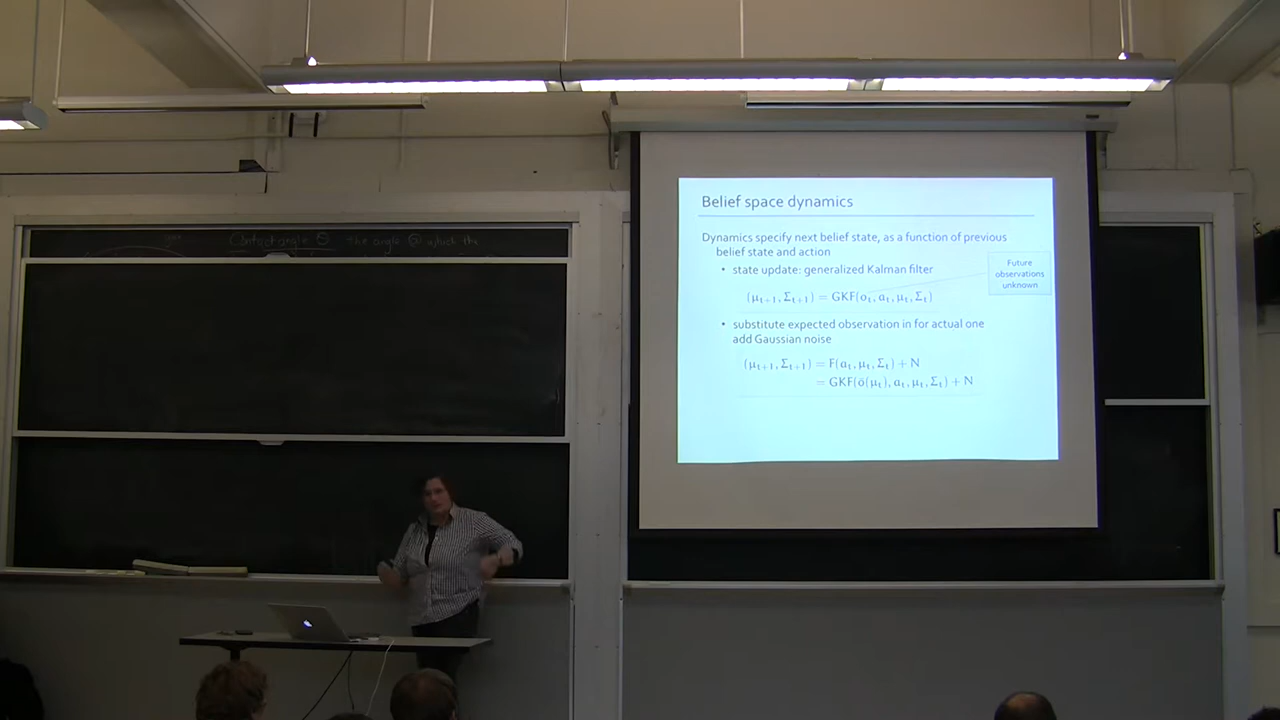 Contact angle Θ the angle @ which the
Belief space dynamics
Dynamics specify next belief state, as a function of previous
belief state and action
• state update: generalized Kalman filter
(μₜ₊₁, Σₜ₊₁) = GKF(oₜ, aₜ, μₜ, Σₜ)
Future
observations
unknown
• substitute expected observation in for actual one
add Gaussian noise
(μₜ₊₁, Σₜ₊₁) = F(aₜ, μₜ, Σₜ) + N
= GKF(ō(μₜ), aₜ, μₜ, Σₜ) + N